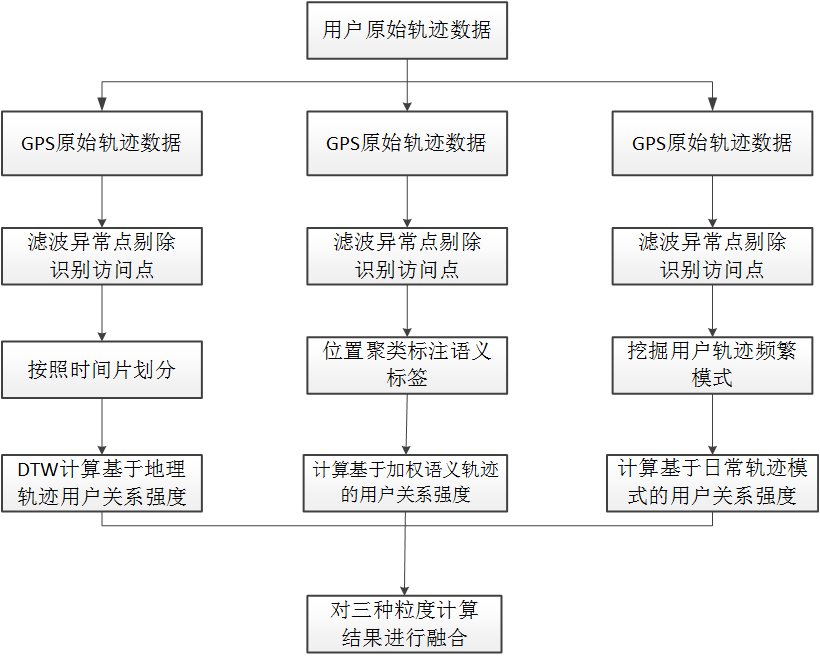 用户原始轨迹数据
GPS原始轨迹数据
GPS原始轨迹数据
GPS原始轨迹数据
滤波异常点剔除
识别访问点
滤波异常点剔除
识别访问点
滤波异常点剔除
识别访问点
按照时间片划分
位置聚类标注语义
标签
挖掘用户轨迹频繁
模式
DTW计算基于地理
轨迹用户关系强度
计算基于加权语义轨迹
的用户关系强度
计算基于日常轨迹模
式的用户关系强度
对三种粒度计算
结果进行融合